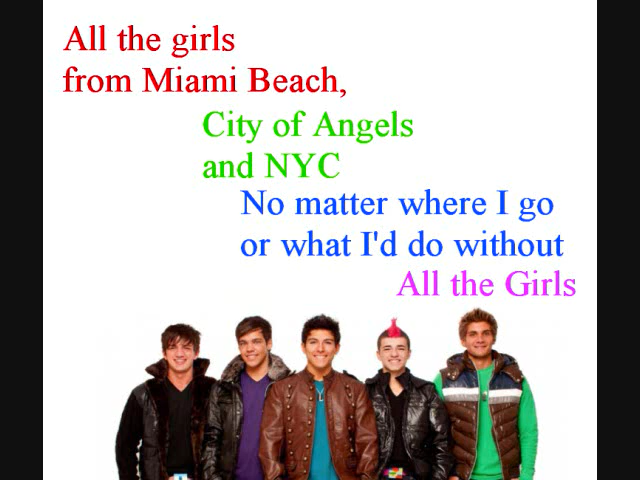 All the girls
from Miami Beach,
City of Angels
and NYC
No matter where I go
or what I'd do without
All the Girls